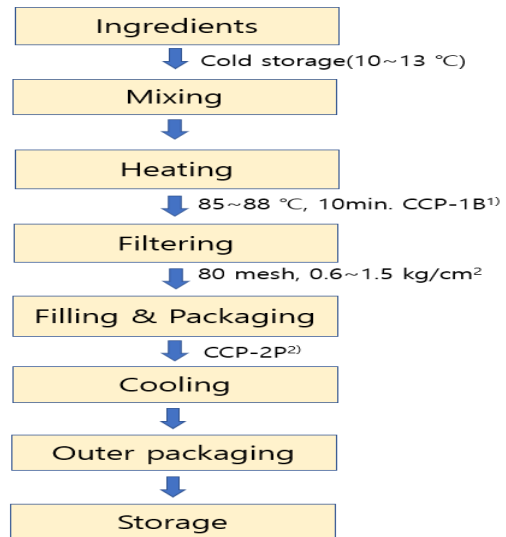 Ingredients
Cold storage(10~13 ℃)
Mixing
Heating
85~88 ℃, 10min. CCP-1B¹⁾
Filtering
80 mesh, 0.6~1.5 kg/cm²
Filling & Packaging
CCP-2P²⁾
Cooling
Outer packaging
Storage